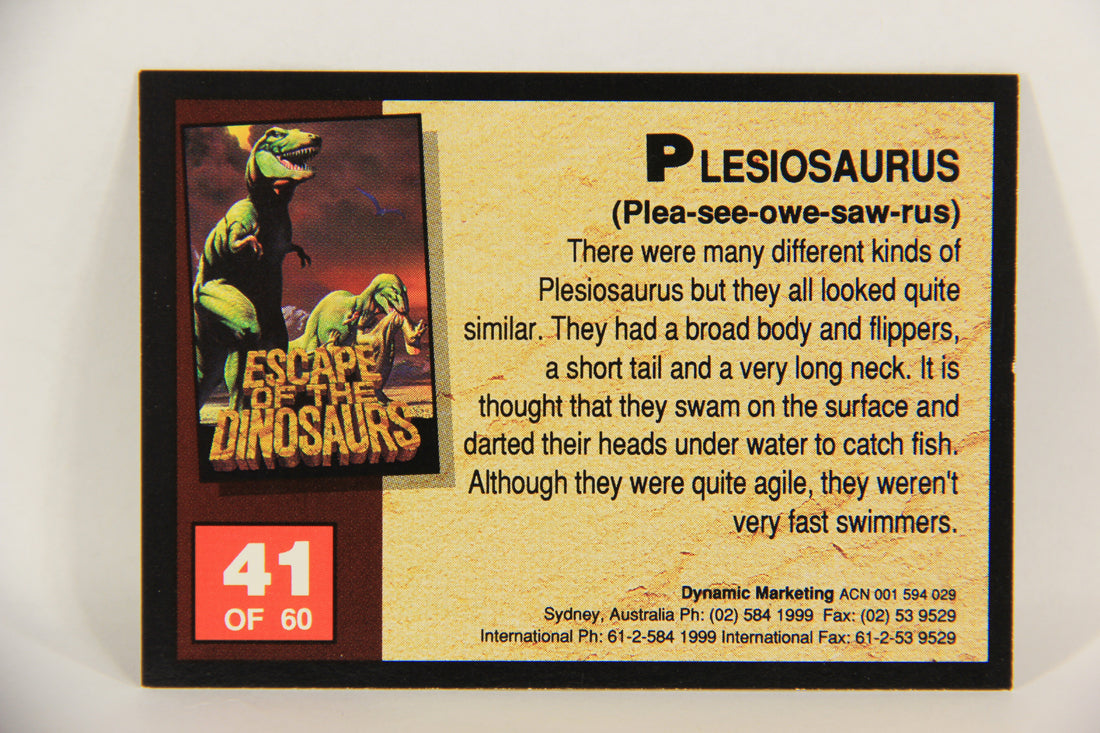 PLESIOSAURUS
(Plea-see-owe-saw-rus)
There were many different kinds of
Plesiosaurus but they all looked quite
similar. They had a broad body and flippers,
a short tail and a very long neck. It is
thought that they swam on the surface and
darted their heads under water to catch fish.
Although they were quite agile, they weren't
very fast swimmers.
ESCAPE
OF THE
DINOSAURS
41
OF 60
Dynamic Marketing ACN 001 594 029
Sydney, Australia Ph: (02) 584 1999 Fax: (02) 53 9529
International Ph: 61-2-584 1999 International Fax: 61-2-53 9529